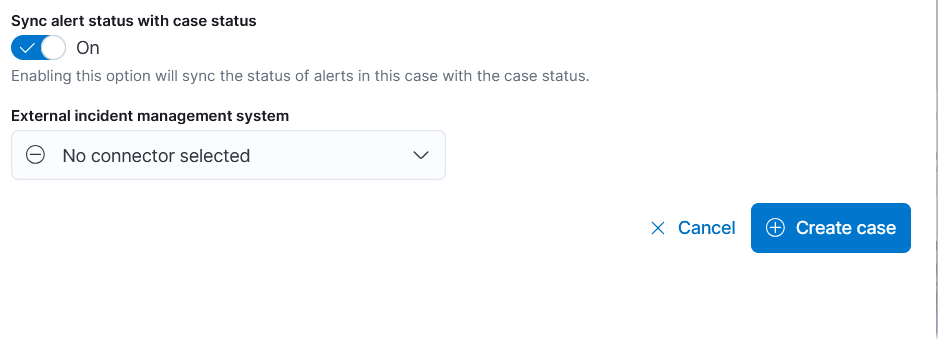 Sync alert status with case status
On
Enabling this option will sync the status of alerts in this case with the case status.
External incident management system
No connector selected
Cancel
Create case